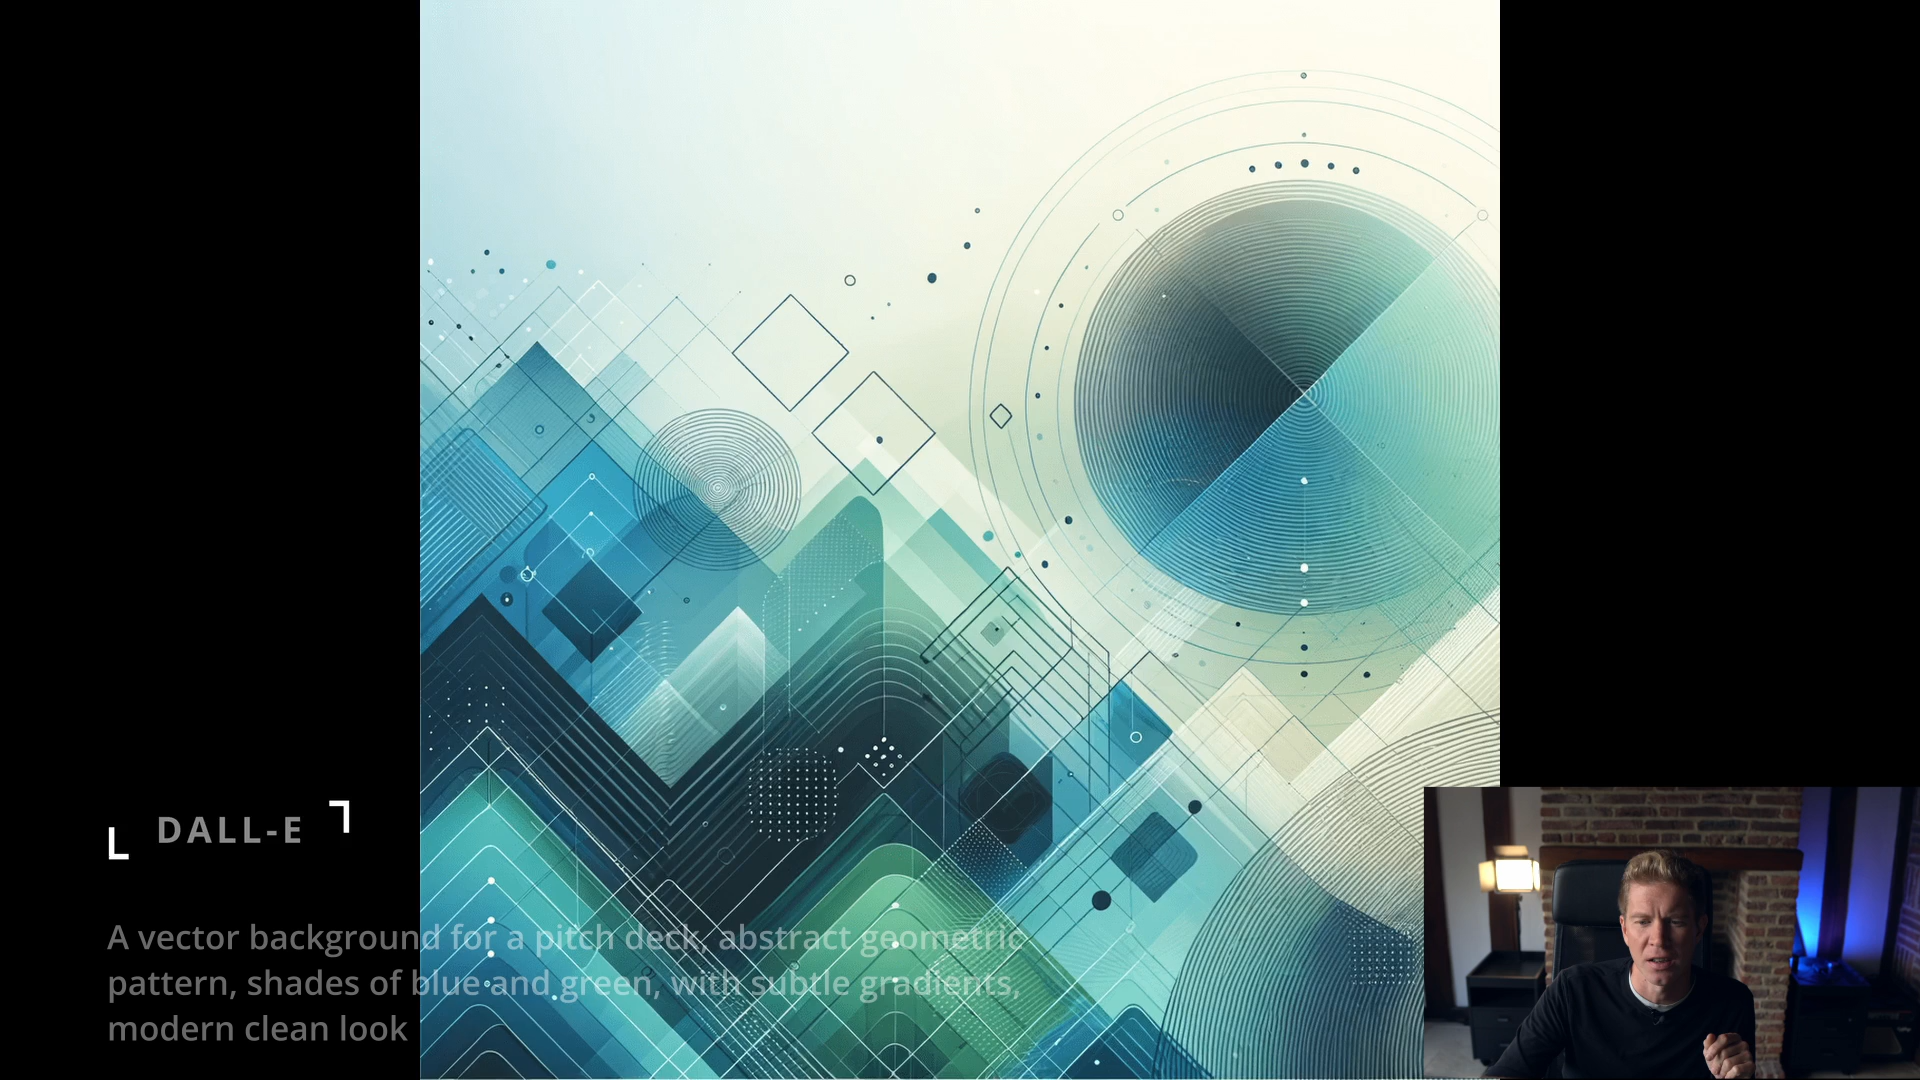 DALL-E
A vector background for a pitch deck, abstract geometric
pattern, shades of blue and green, with subtle gradients,
modern clean look